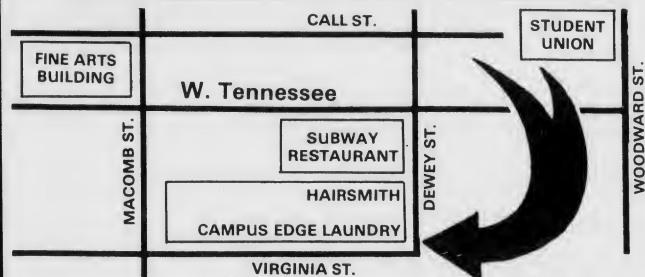 CALL ST.
STUDENT
UNION
FINE ARTS
BUILDING
W. Tennessee
SUBWAY
RESTAURANT
MACOMB ST.
DEWEY ST.
WOODWARD ST.
HAIRSMITH
CAMPUS EDGE LAUNDRY
VIRGINIA ST.